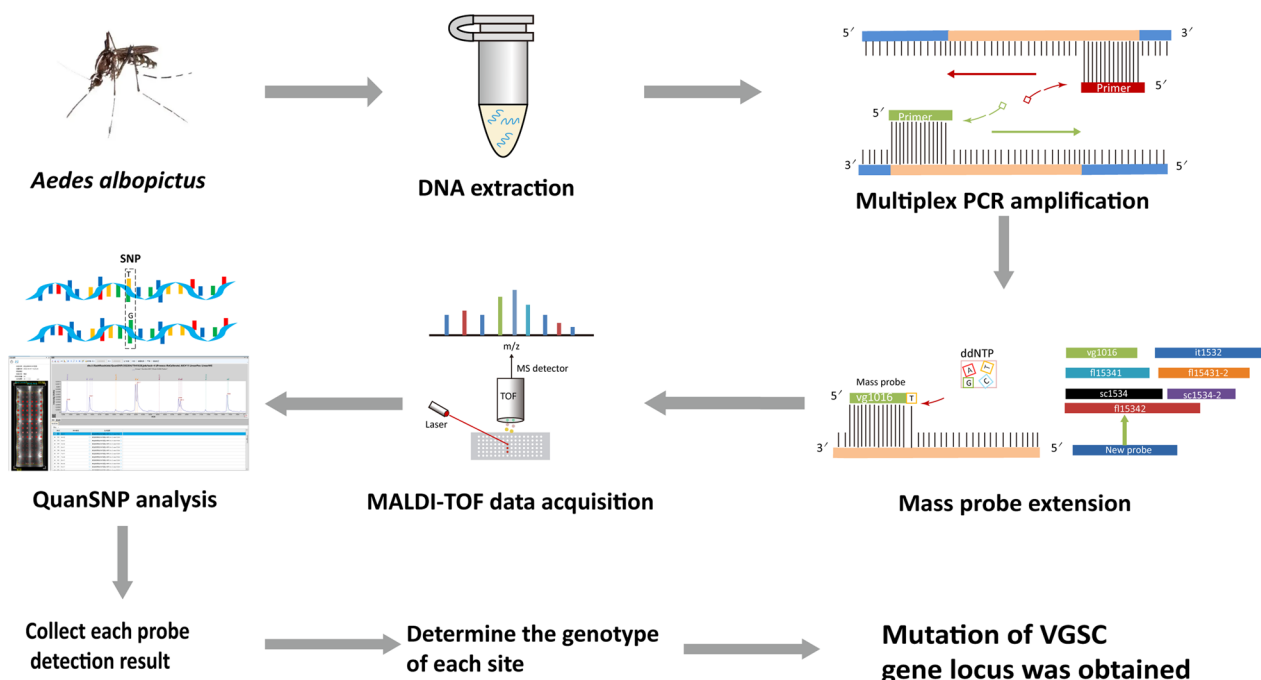 Aedes albopictus
DNA extraction
5′
3′
Primer
5′
5′
Primer
3′
5′
Multiplex PCR amplification
SNP
T
G
QuanSNP analysis
m/z
MS detector
TOF
Laser
MALDI-TOF data acquisition
ddNTP
A
T
G
C
Mass probe
5′
vg1016
T
3′
5′
vg1016
it1532
fl15341
fl15431-2
sc1534
sc1534-2
fl15342
New probe
Mass probe extension
Collect each probe
detection result
Determine the genotype
of each site
Mutation of VGSC
gene locus was obtained